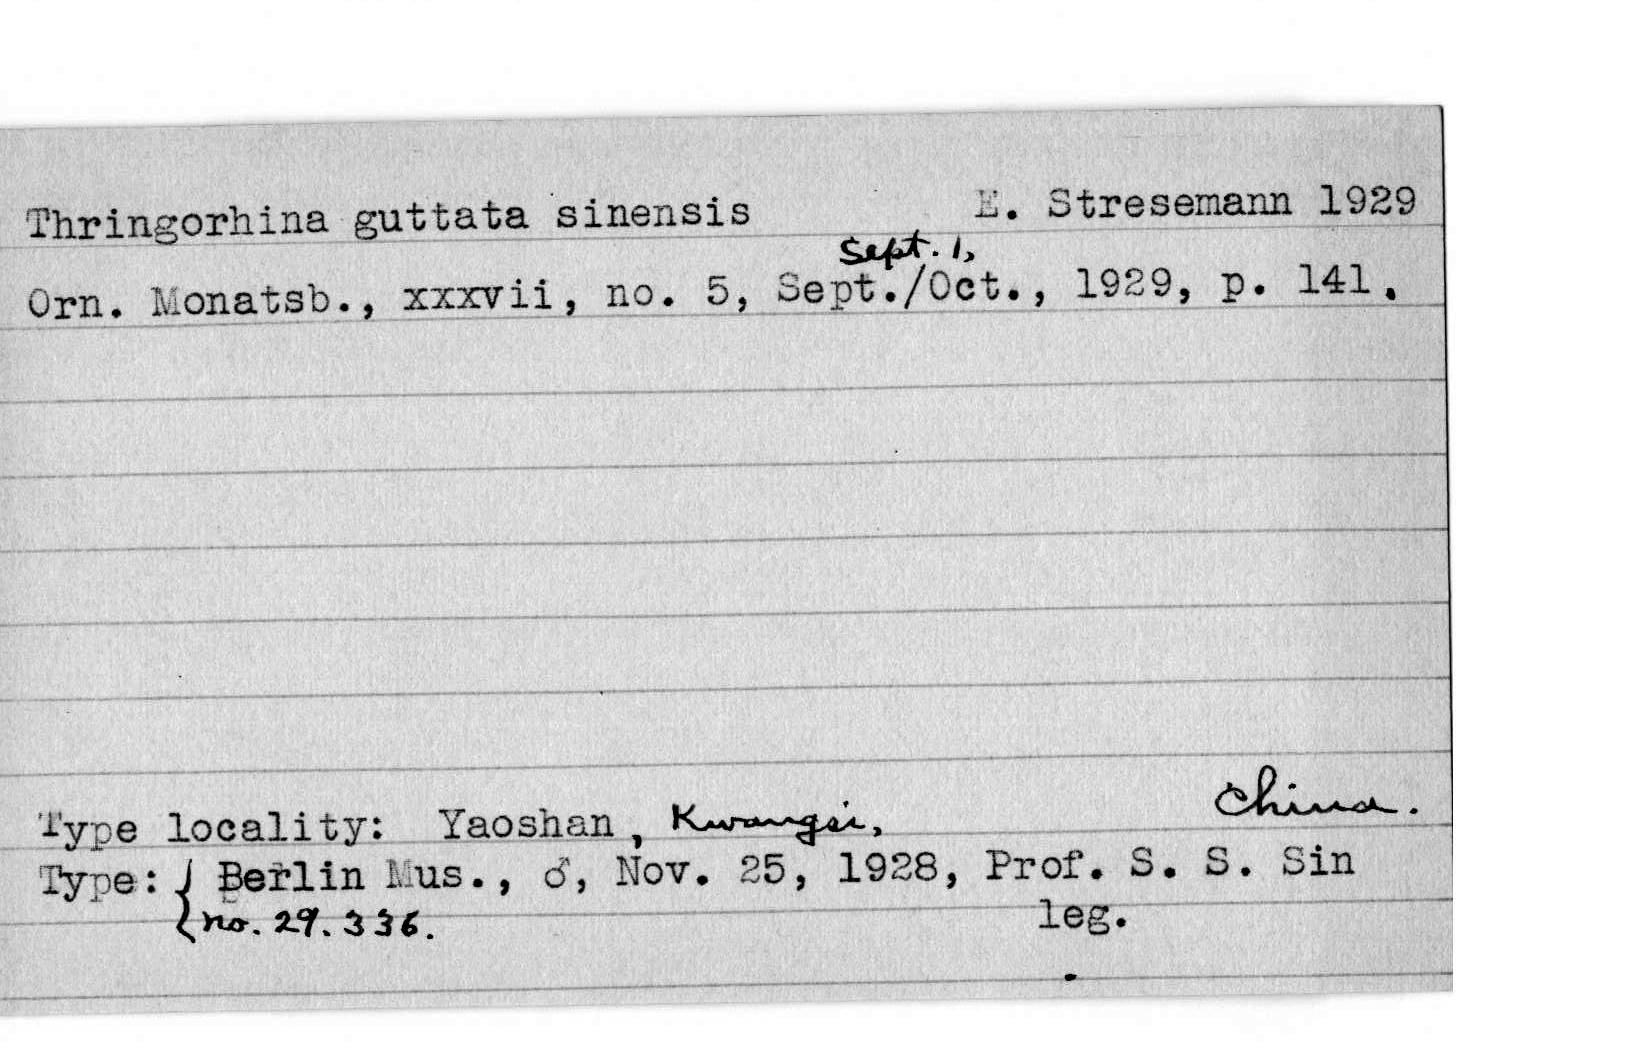 Thringorhina guttata sinensis E. Stresemann 1929
Sept. 1,
Orn. Monatsb., xxxvii, no. 5, Sept./Oct., 1929, p. 141.
Type locality: Yaoshan, Kwangsi, China.
Type: { Berlin Mus., ♂, Nov. 25, 1928, Prof. S. S. Sin
no. 29.336. leg.